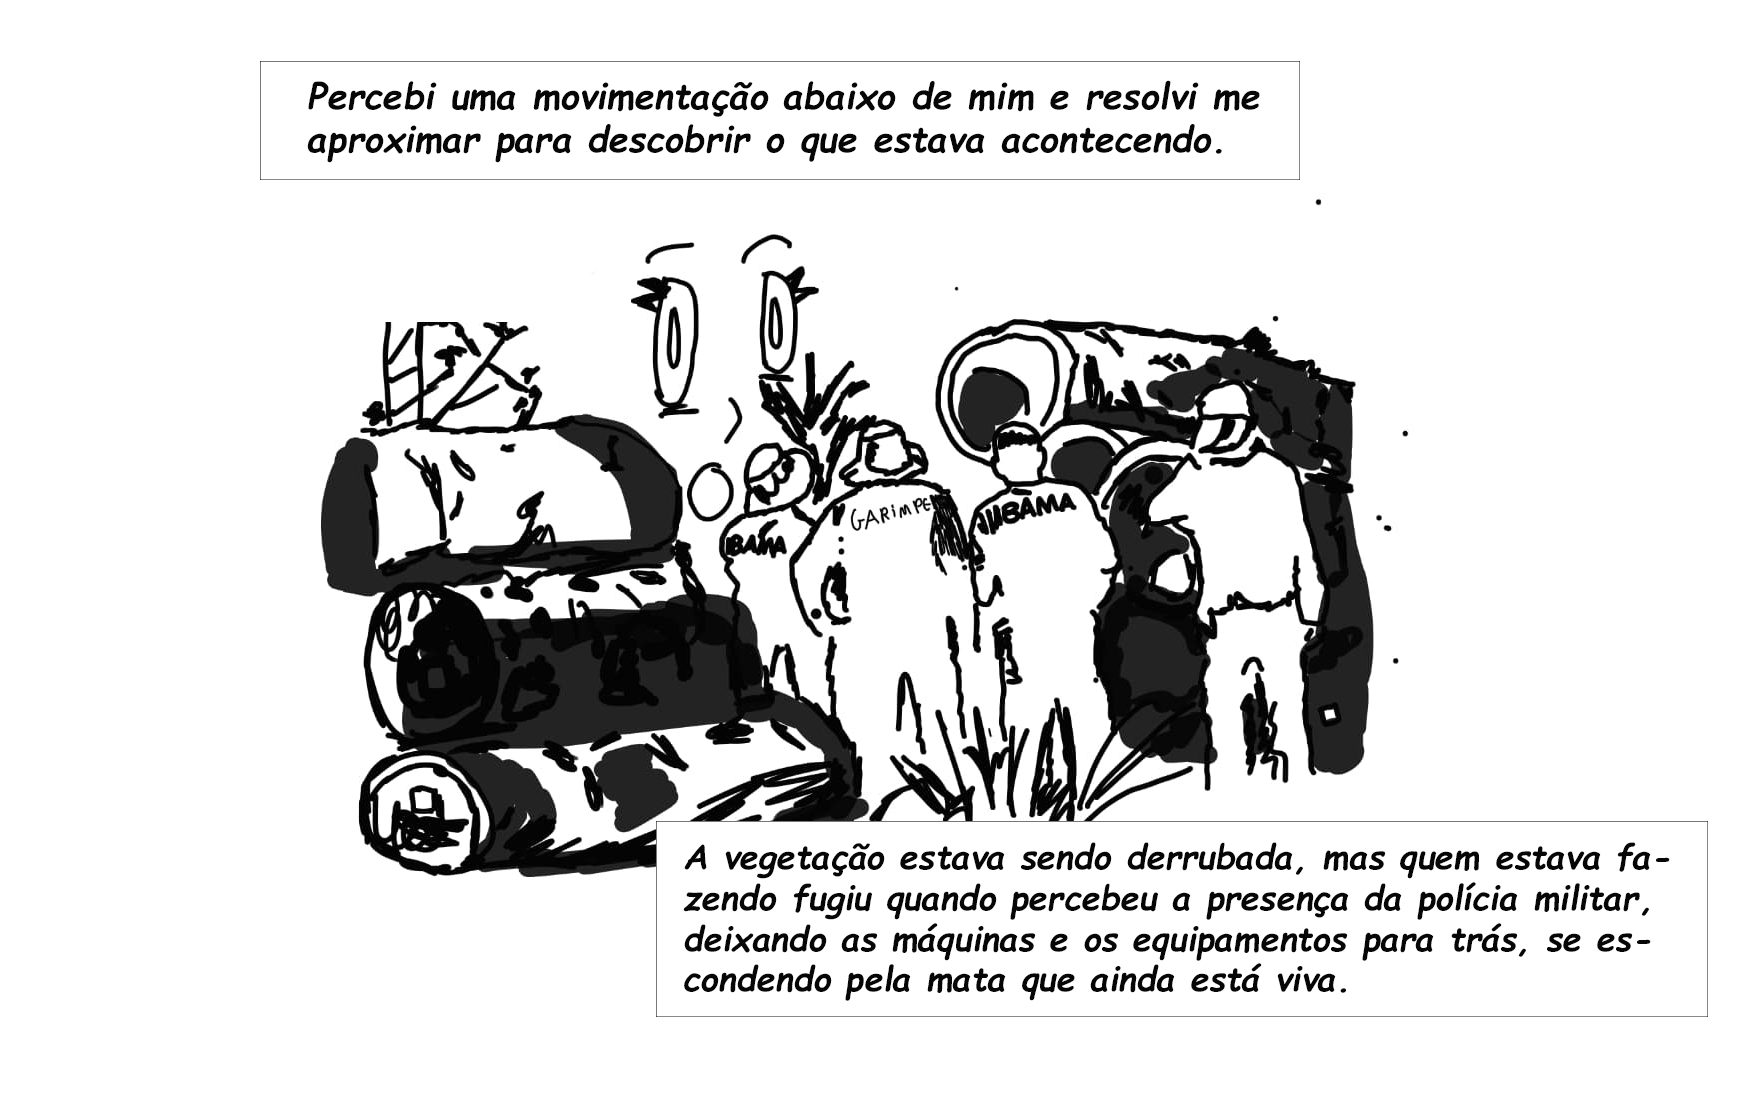 Percebi uma movimentação abaixo de mim e resolvi me
aproximar para descobrir o que estava acontecendo.
IBAMA
GARIMPE
IBAMA
A vegetação estava sendo derrubada, mas quem estava fa-
zendo fugiu quando percebeu a presença da polícia militar,
deixando as máquinas e os equipamentos para trás, se es-
condendo pela mata que ainda está viva.